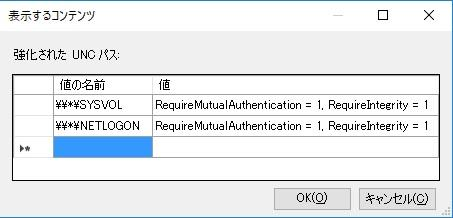 表示するコンテンツ
強化された UNC パス:
値の名前 値
¥¥*¥SYSVOL RequireMutualAuthentication = 1, RequireIntegrity = 1
¥¥*¥NETLOGON RequireMutualAuthentication = 1, RequireIntegrity = 1
OK(O) キャンセル(C)